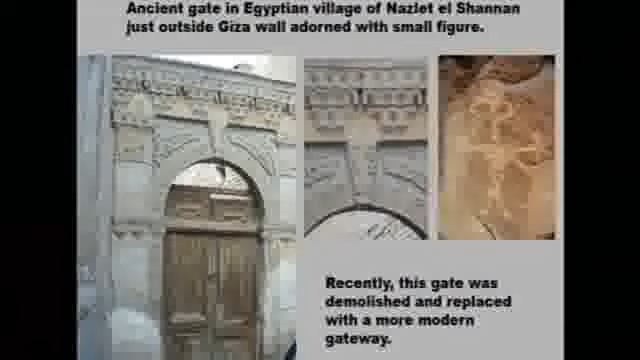 Ancient gate in Egyptian village of Nazlet el Shannan
just outside Giza wall adorned with small figure.
Recently, this gate was
demolished and replaced
with a more modern
gateway.